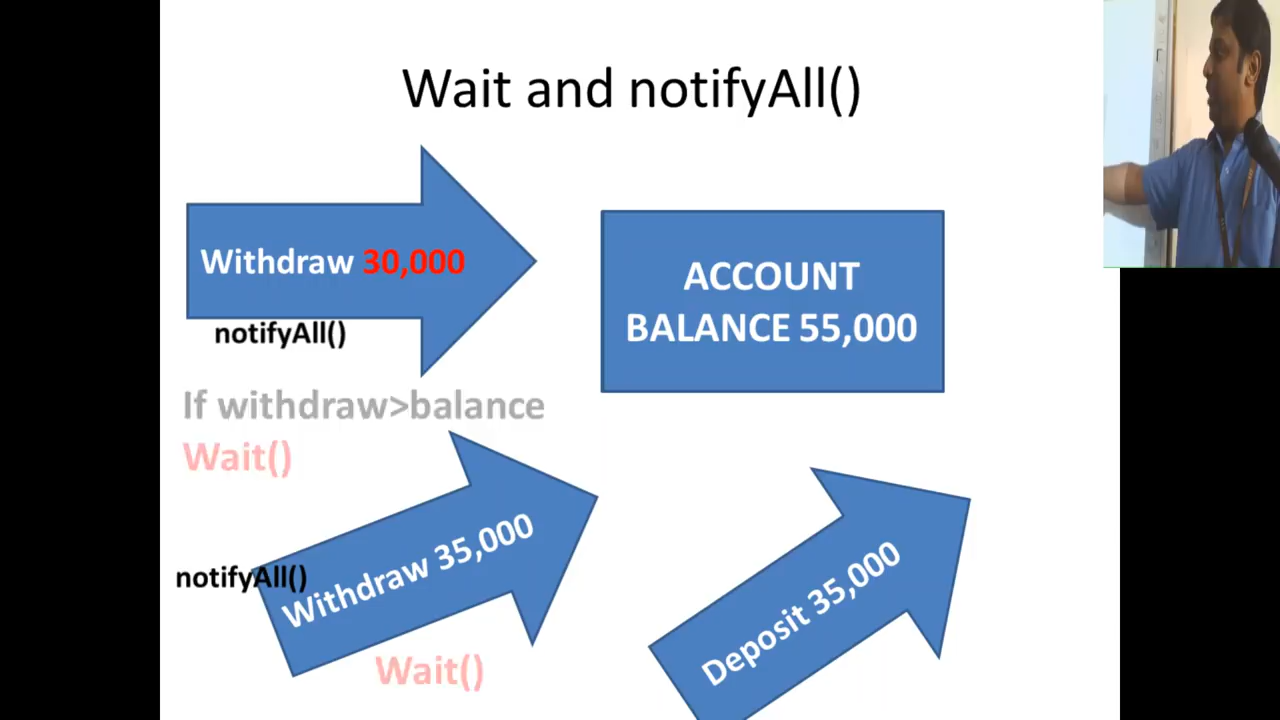 Wait and notifyAll()
Withdraw 30,000
notifyAll()
ACCOUNT
BALANCE 55,000
If withdraw>balance
Wait()
Withdraw 35,000
notifyAll()
Wait()
Deposit 35,000